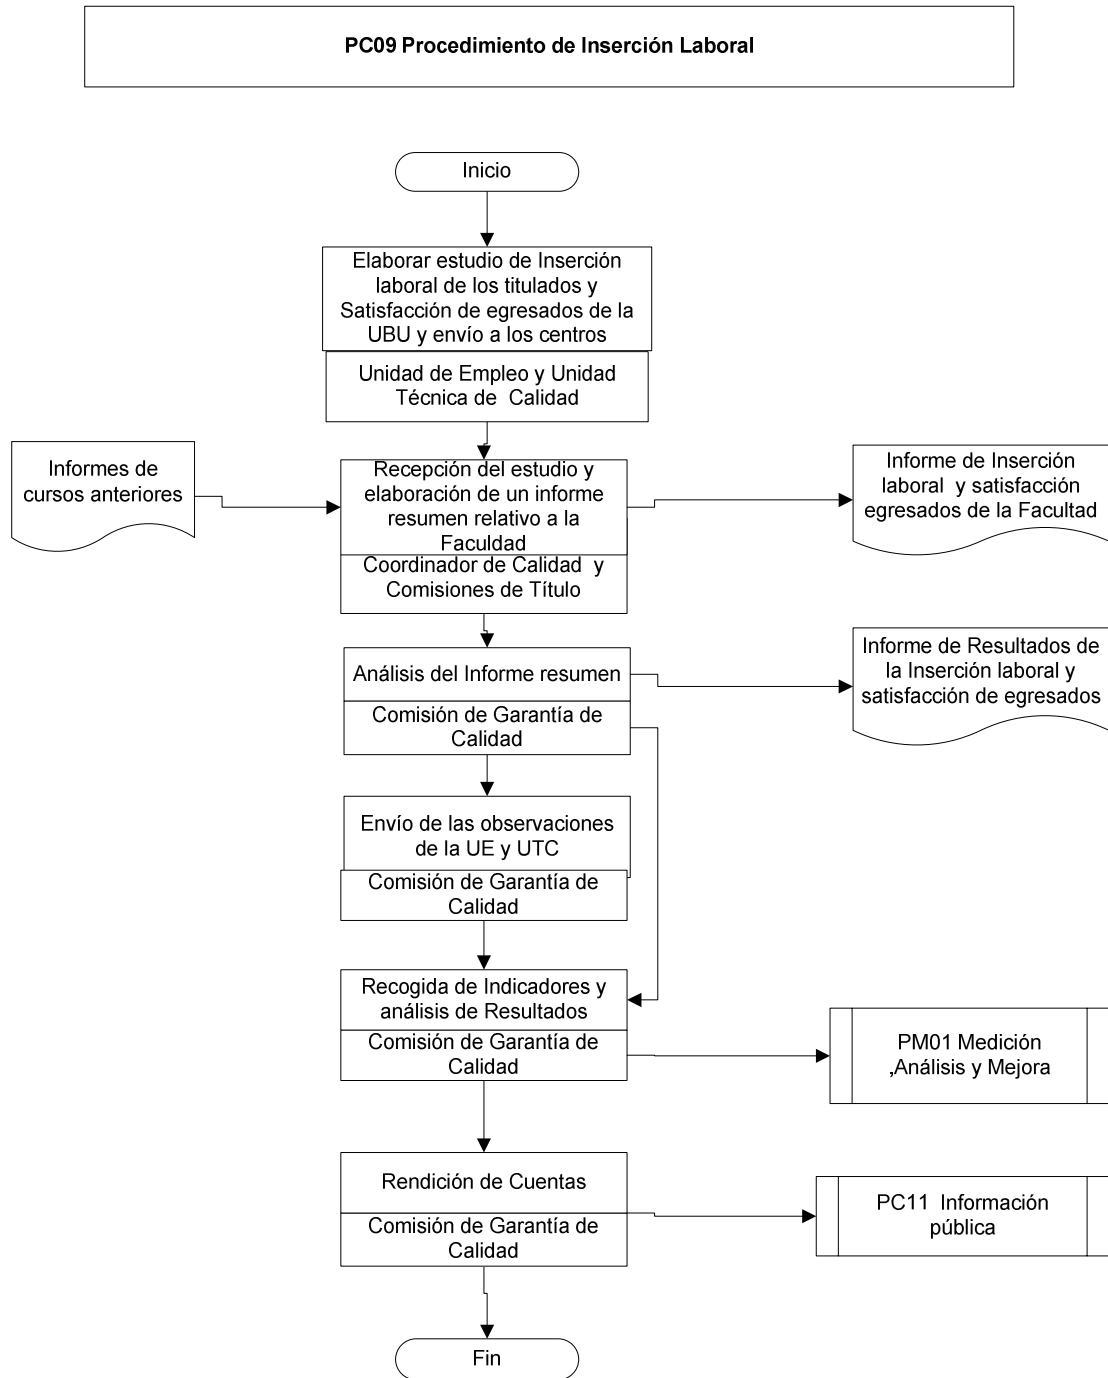 PC09 Procedimiento de Inserción Laboral
Inicio
Elaborar estudio de Inserción
laboral de los titulados y
Satisfacción de egresados de la
UBU y envío a los centros
Unidad de Empleo y Unidad
Técnica de Calidad
Informes de
cursos anteriores
Recepción del estudio y
elaboración de un informe
resumen relativo a la
Faculdad
Coordinador de Calidad y
Comisiones de Título
Informe de Inserción
laboral y satisfacción
egresados de la Facultad
Análisis del Informe resumen
Comisión de Garantía de
Calidad
Informe de Resultados de
la Inserción laboral y
satisfacción de egresados
Envío de las observaciones
de la UE y UTC
Comisión de Garantía de
Calidad
Recogida de Indicadores y
análisis de Resultados
Comisión de Garantía de
Calidad
PM01 Medición
,Análisis y Mejora
Rendición de Cuentas
Comisión de Garantía de
Calidad
PC11 Información
pública
Fin